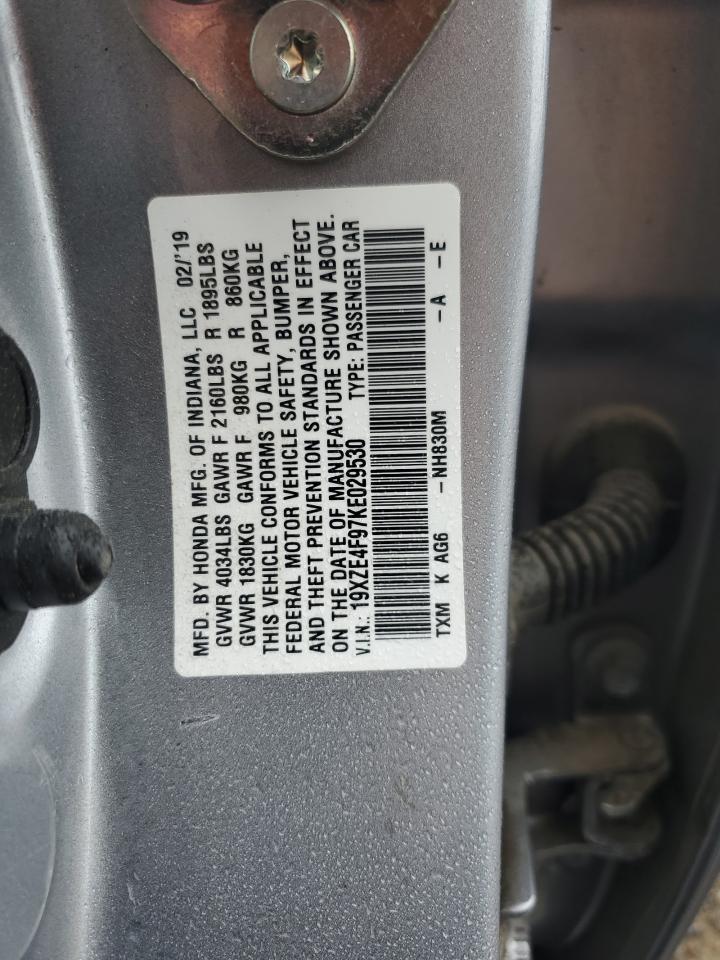 MFD. BY HONDA MFG. OF INDIANA, LLC 02/'19
GVWR 4034LBS GAWR F 2160LBS R 1895LBS
GVWR 1830KG GAWR F 980KG R 860KG
THIS VEHICLE CONFORMS TO ALL APPLICABLE
FEDERAL MOTOR VEHICLE SAFETY, BUMPER,
AND THEFT PREVENTION STANDARDS IN EFFECT
ON THE DATE OF MANUFACTURE SHOWN ABOVE.
V.I.N.: 19XZE4F97KE029530 TYPE: PASSENGER CAR
TXM K AG6 -NH830M -A -E